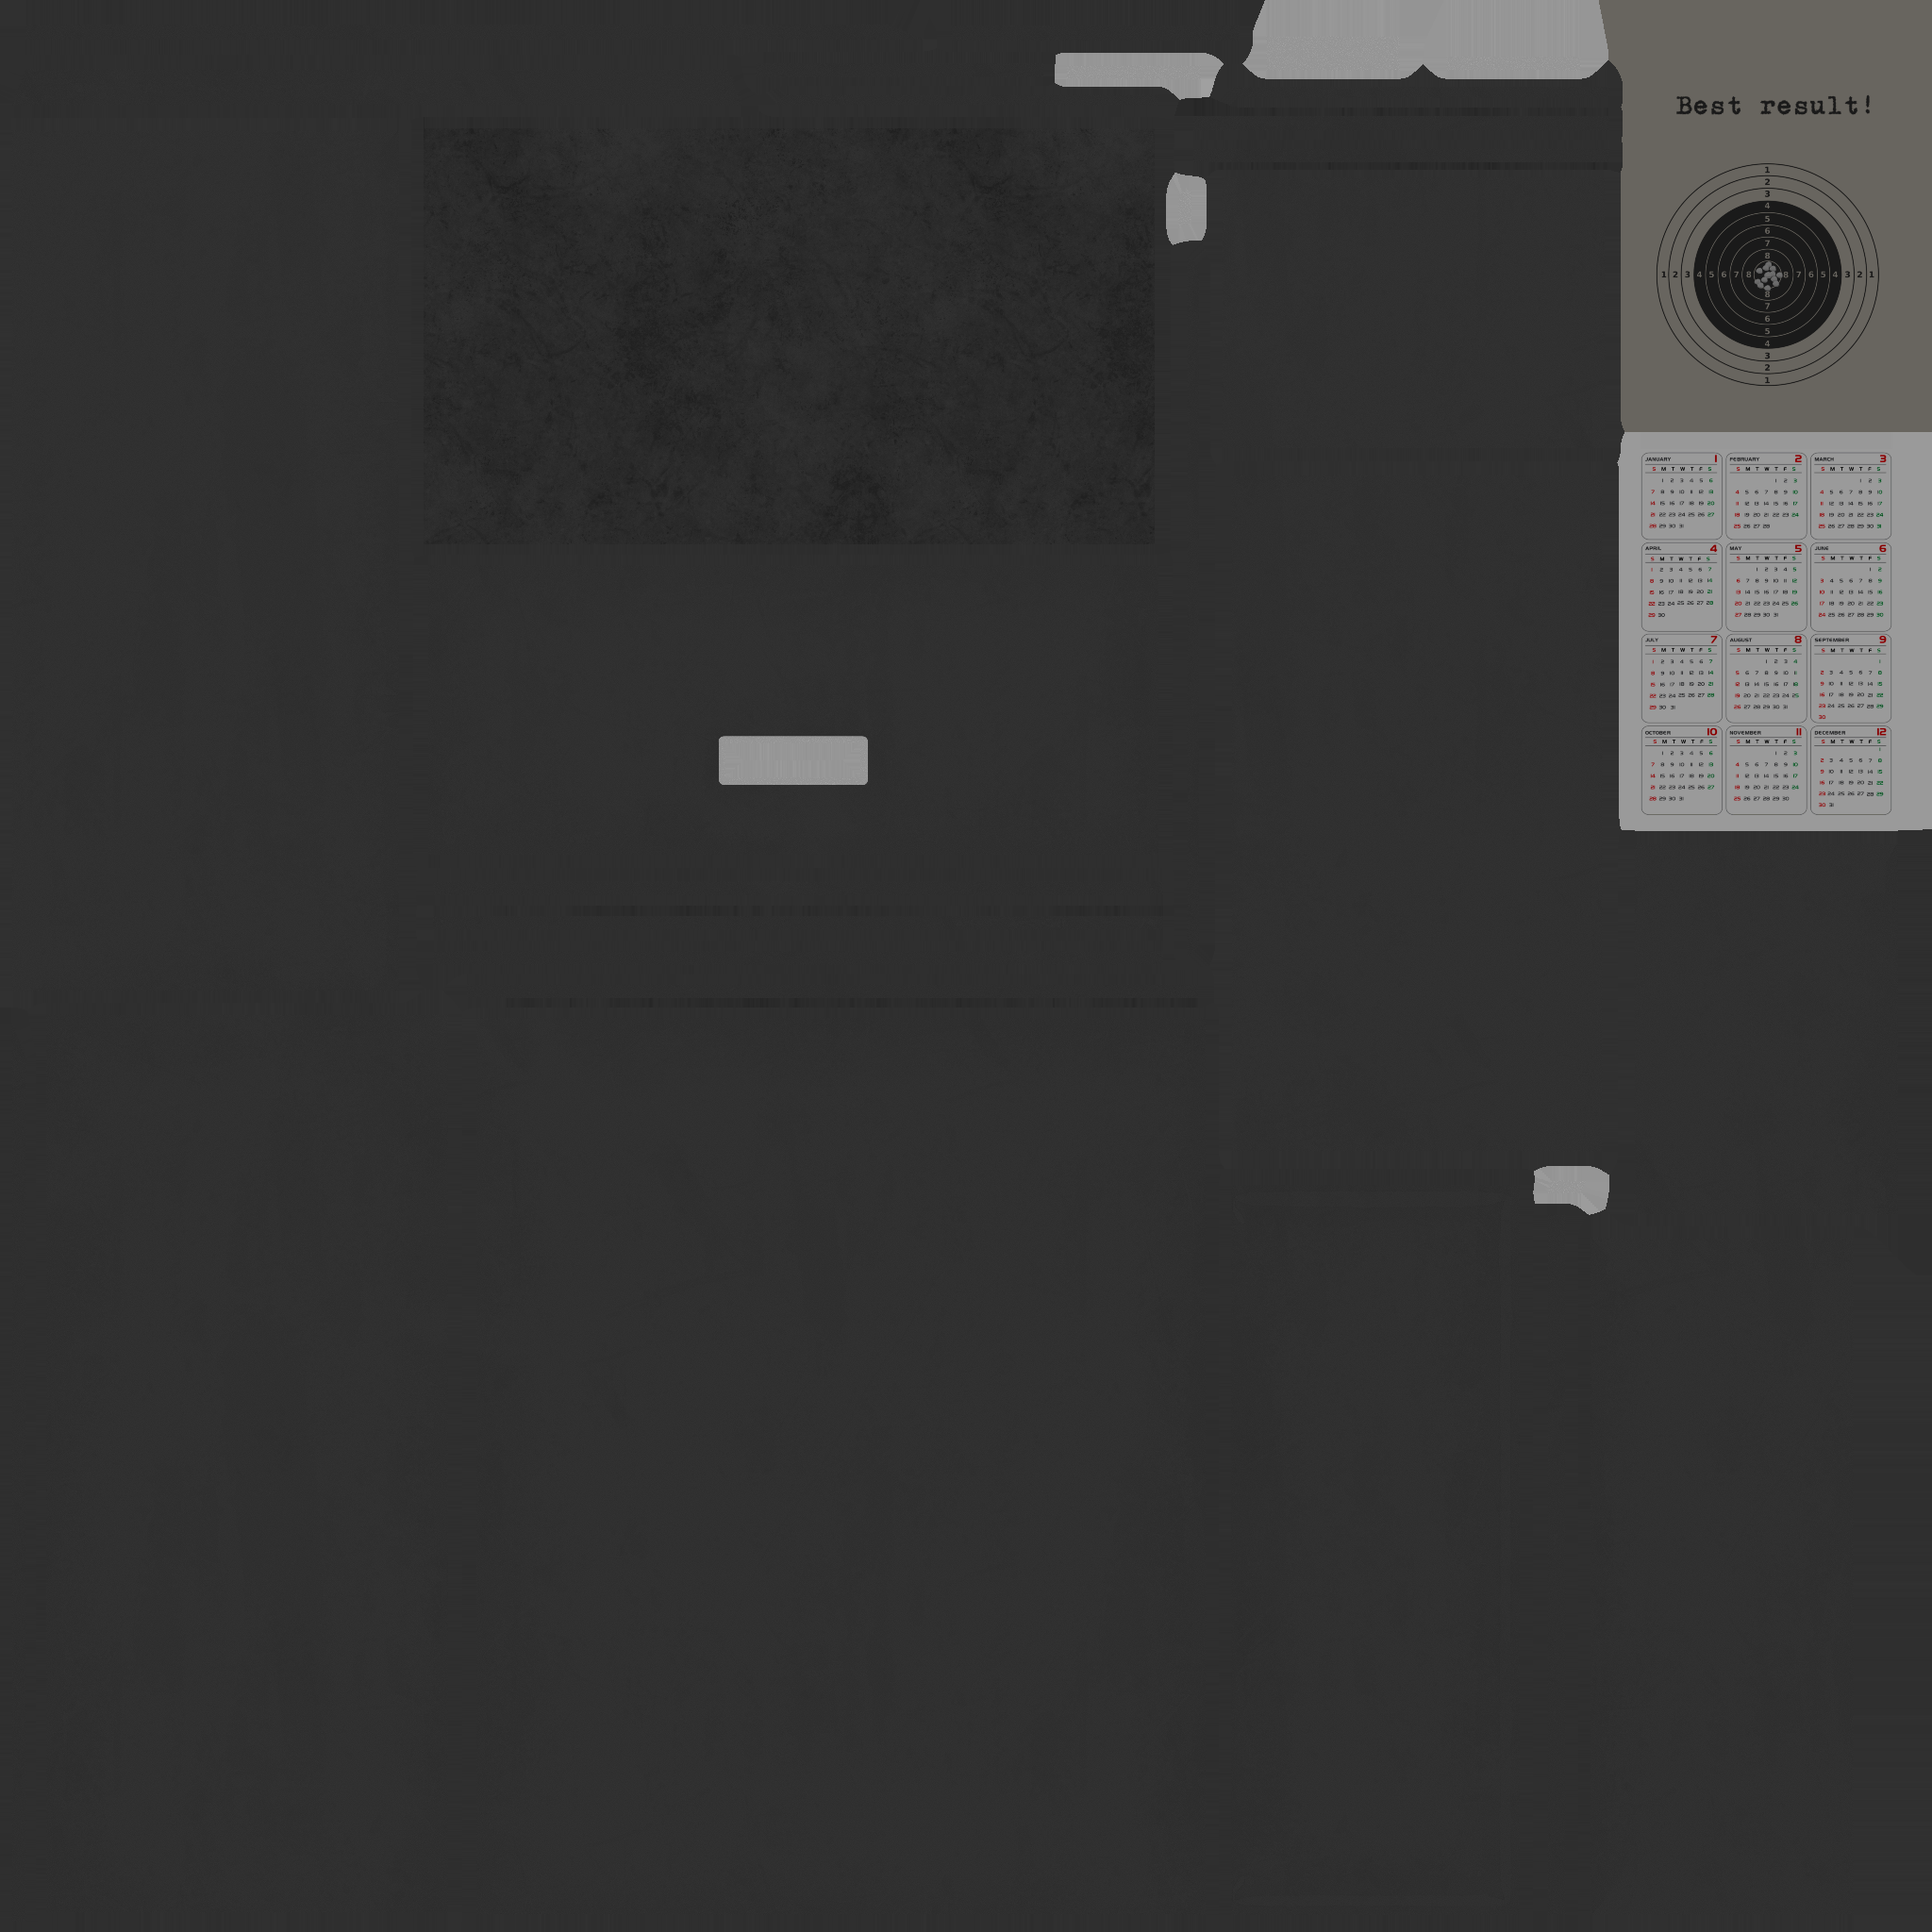 Best result!
1
2
3
4
5
6
7
8
1 2 3 4 5 6 7 8 8 7 6 5 4 3 2 1
8
7
6
5
4
3
2
1
JANUARY 1
S M T W T F S
1 2 3 4 5 6
7 8 9 10 11 12 13
14 15 16 17 18 19 20
21 22 23 24 25 26 27
28 29 30 31
FEBRUARY 2
S M T W T F S
1 2 3
4 5 6 7 8 9 10
11 12 13 14 15 16 17
18 19 20 21 22 23 24
25 26 27 28
MARCH 3
S M T W T F S
1 2 3
4 5 6 7 8 9 10
11 12 13 14 15 16 17
18 19 20 21 22 23 24
25 26 27 28 29 30 31
APRIL 4
S M T W T F S
1 2 3 4 5 6 7
8 9 10 11 12 13 14
15 16 17 18 19 20 21
22 23 24 25 26 27 28
29 30
MAY 5
S M T W T F S
1 2 3 4 5
6 7 8 9 10 11 12
13 14 15 16 17 18 19
20 21 22 23 24 25 26
27 28 29 30 31
JUNE 6
S M T W T F S
1 2
3 4 5 6 7 8 9
10 11 12 13 14 15 16
17 18 19 20 21 22 23
24 25 26 27 28 29 30
JULY 7
S M T W T F S
1 2 3 4 5 6 7
8 9 10 11 12 13 14
15 16 17 18 19 20 21
22 23 24 25 26 27 28
29 30 31
AUGUST 8
S M T W T F S
1 2 3 4
5 6 7 8 9 10 11
12 13 14 15 16 17 18
19 20 21 22 23 24 25
26 27 28 29 30 31
SEPTEMBER 9
S M T W T F S
1
2 3 4 5 6 7 8
9 10 11 12 13 14 15
16 17 18 19 20 21 22
23 24 25 26 27 28 29
30
OCTOBER 10
S M T W T F S
1 2 3 4 5 6
7 8 9 10 11 12 13
14 15 16 17 18 19 20
21 22 23 24 25 26 27
28 29 30 31
NOVEMBER 11
S M T W T F S
1 2 3
4 5 6 7 8 9 10
11 12 13 14 15 16 17
18 19 20 21 22 23 24
25 26 27 28 29 30
DECEMBER 12
S M T W T F S
1
2 3 4 5 6 7 8
9 10 11 12 13 14 15
16 17 18 19 20 21 22
23 24 25 26 27 28 29
30 31